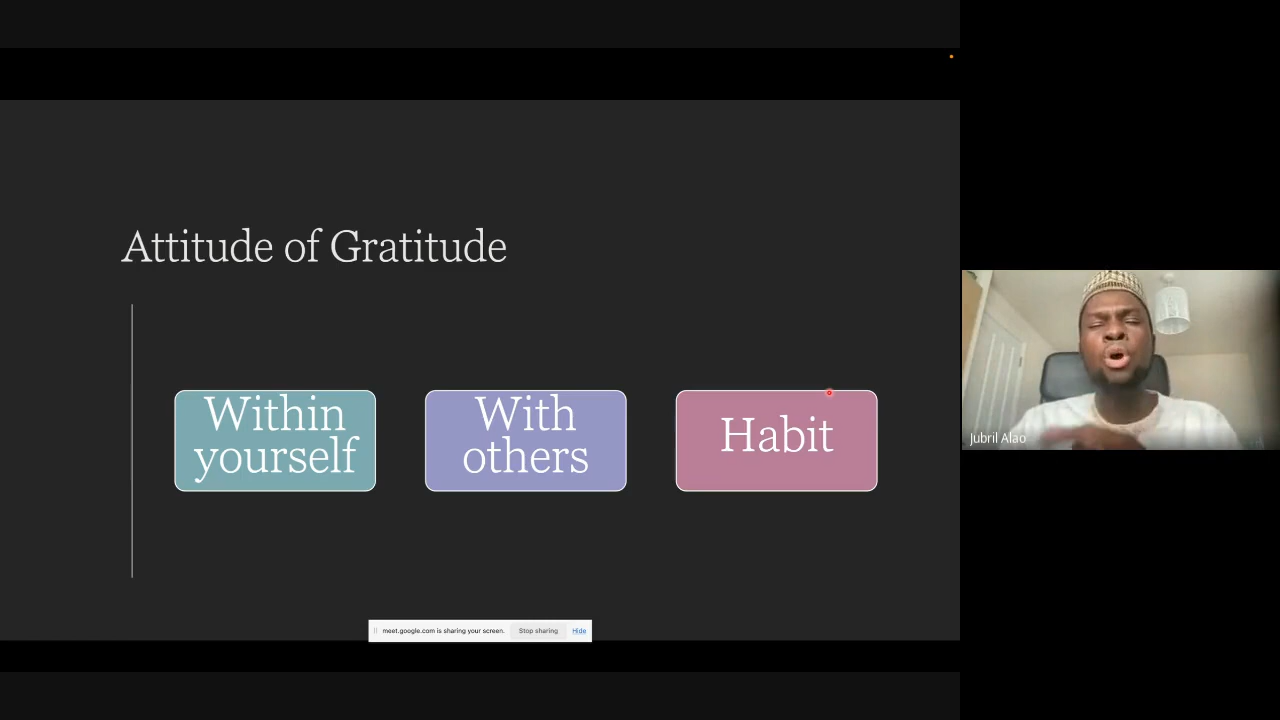 Attitude of Gratitude
Within
yourself
With
others
Habit
Jubril Alao
meet.google.com is sharing your screen. Stop sharing Hide